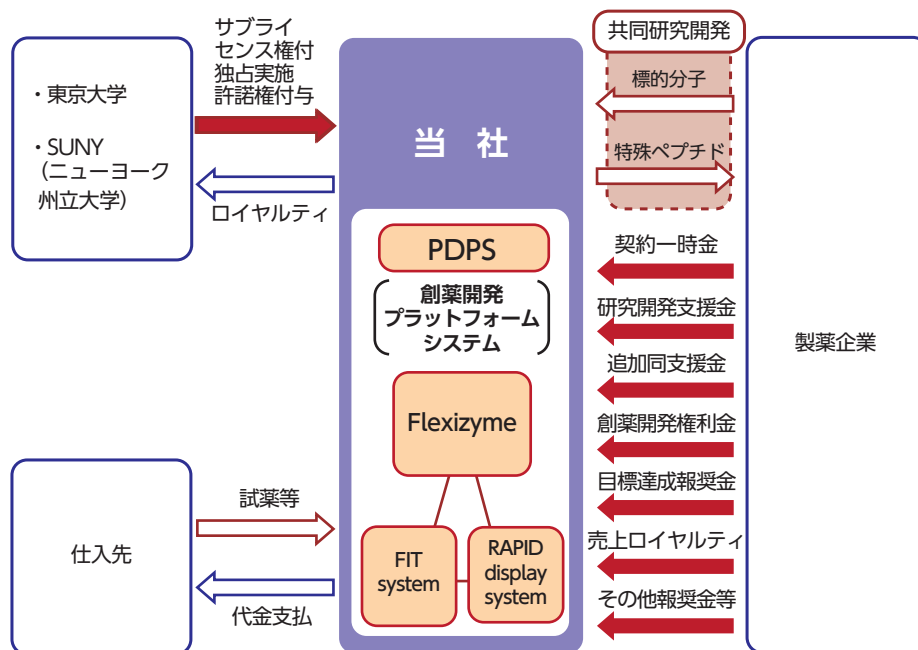 ・東京大学
・SUNY
（ニューヨーク
州立大学）
サブライ
センス権付
独占実施
許諾権付与
ロイヤルティ
仕入先
試薬等
代金支払
当 社
PDPS
創薬開発
プラットフォーム
システム
Flexizyme
FIT
system
RAPID
display
system
共同研究開発
標的分子
特殊ペプチド
契約一時金
研究開発支援金
追加同支援金
創薬開発権利金
目標達成報奨金
売上ロイヤルティ
その他報奨金等
製薬企業